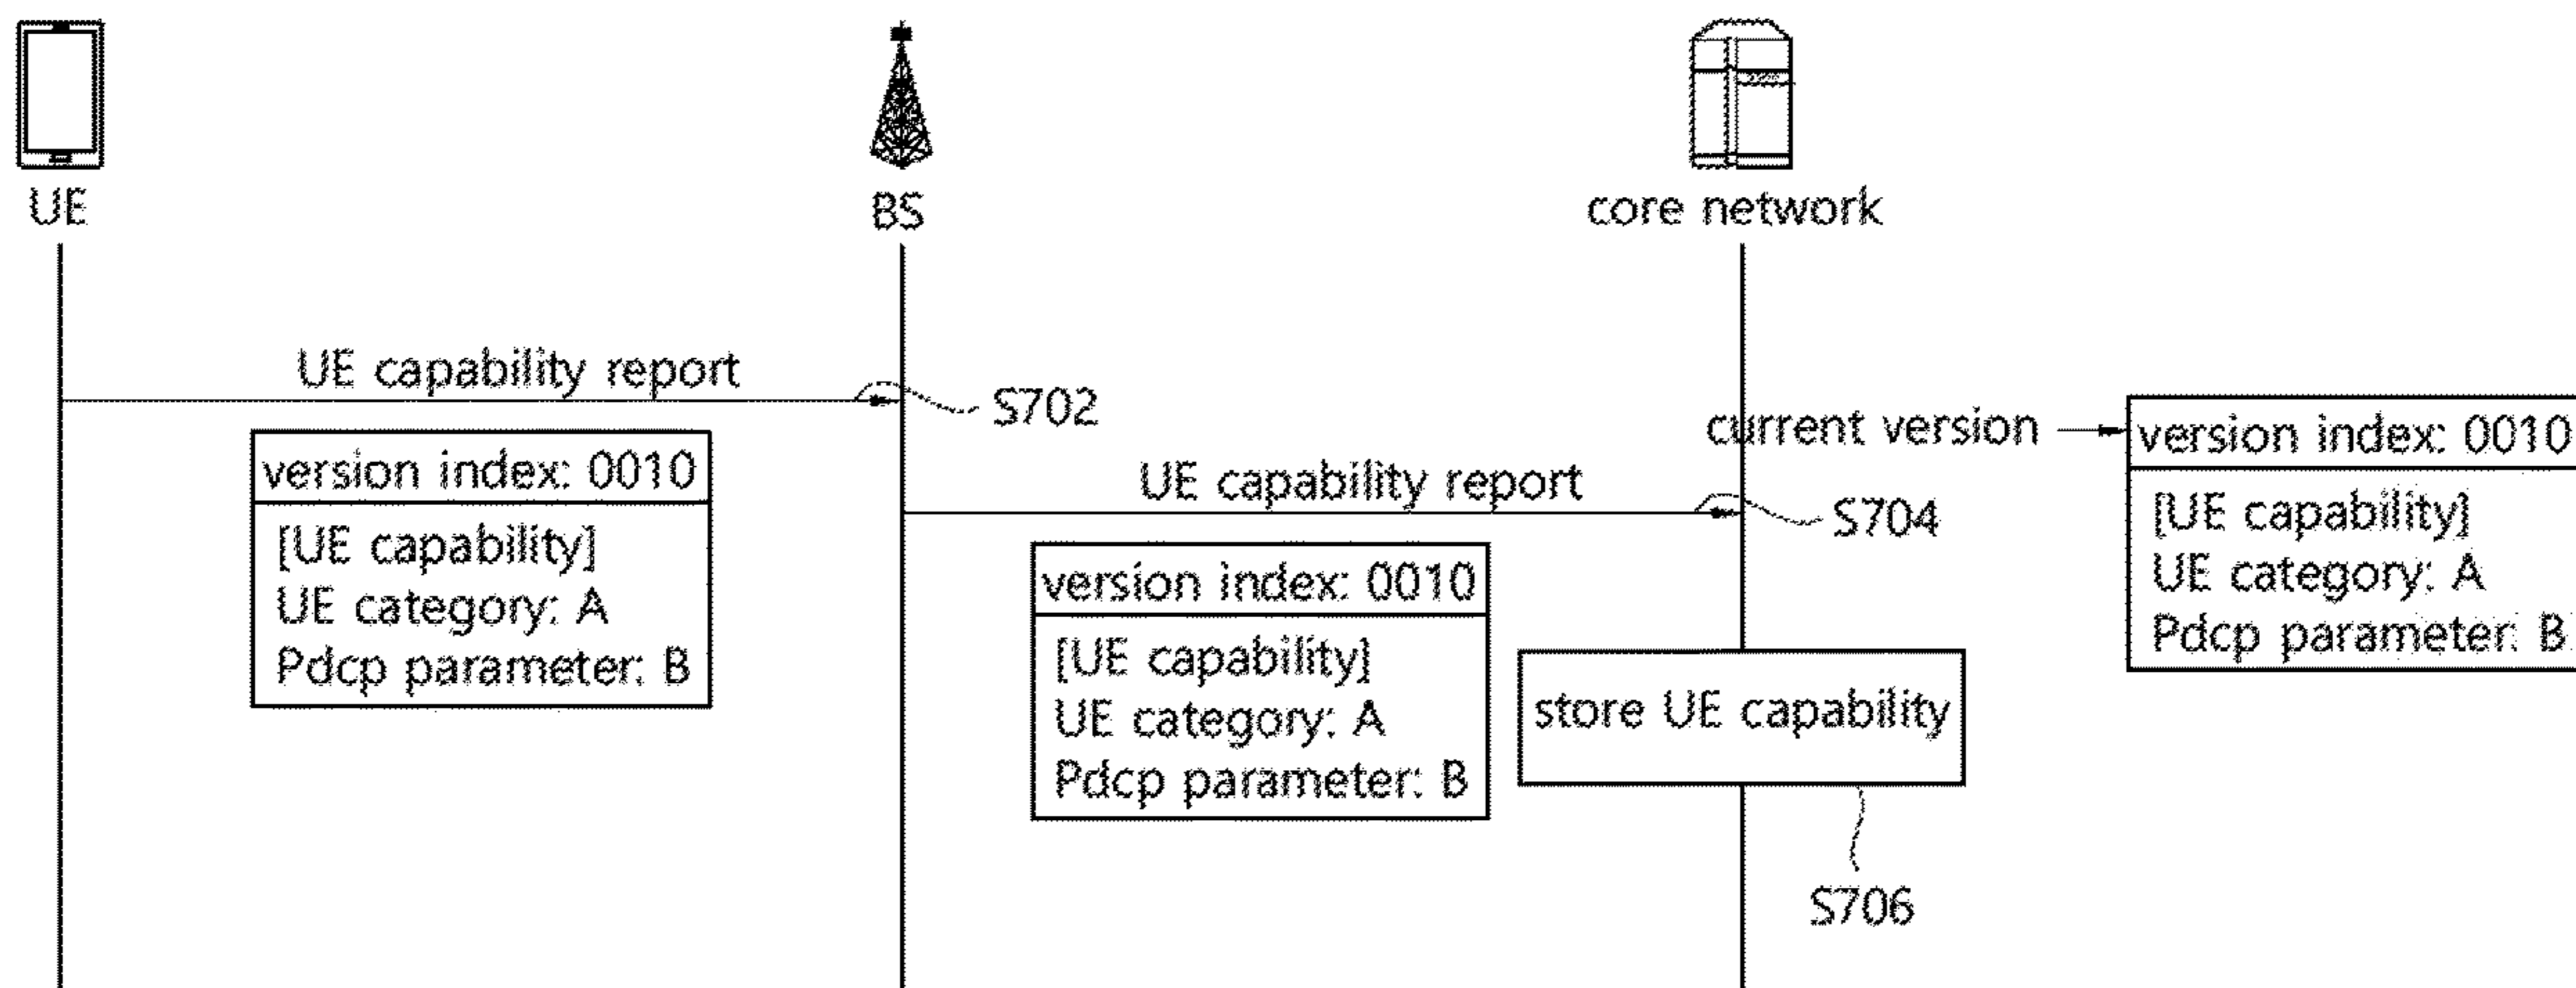 UE
BS
core network
UE capability report
S702
version index: 0010
[UE capability]
UE category: A
Pdcp parameter: B
UE capability report
S704
version index: 0010
[UE capability]
UE category: A
Pdcp parameter: B
current version
version index: 0010
[UE capability]
UE category: A
Pdcp parameter: B
store UE capability
S706